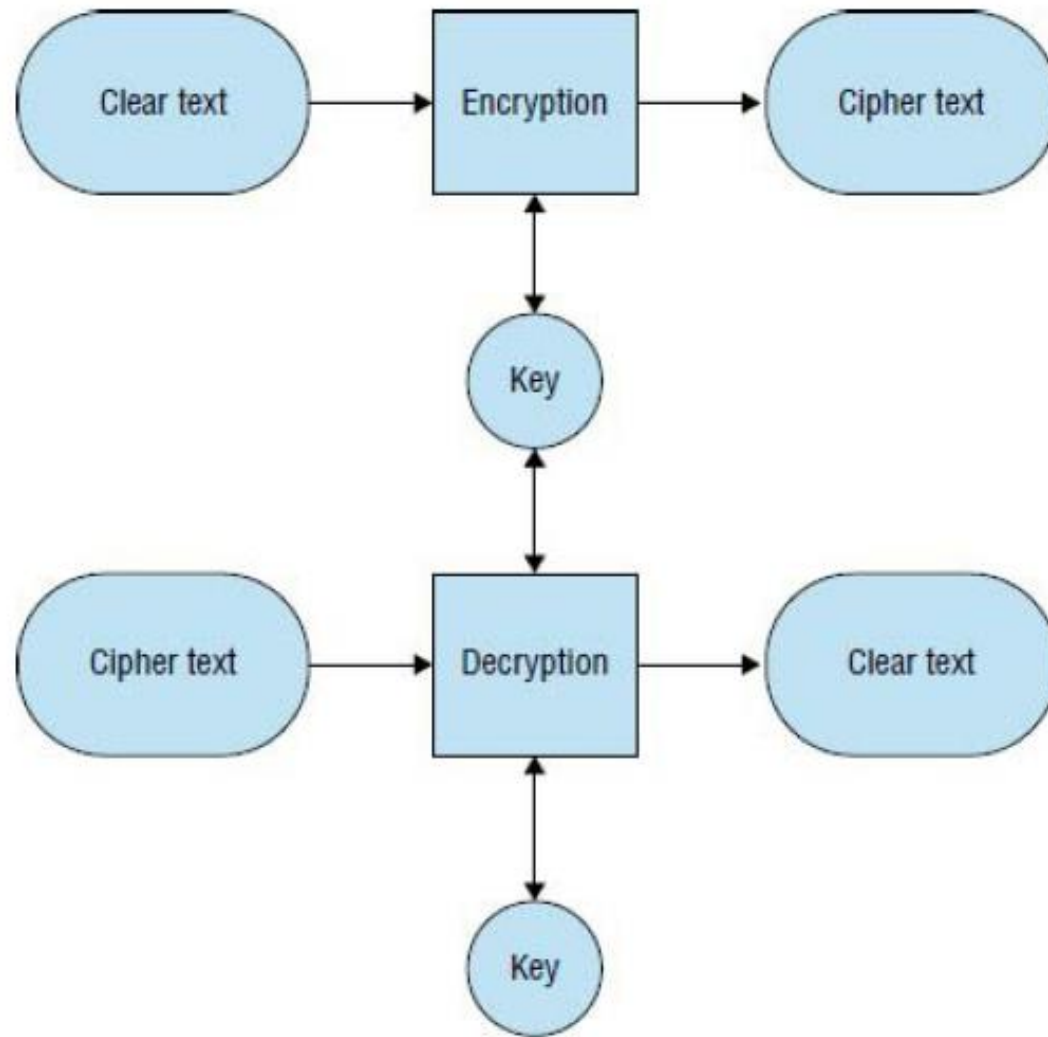 Clear text
Encryption
Cipher text
Key
Cipher text
Decryption
Clear text
Key